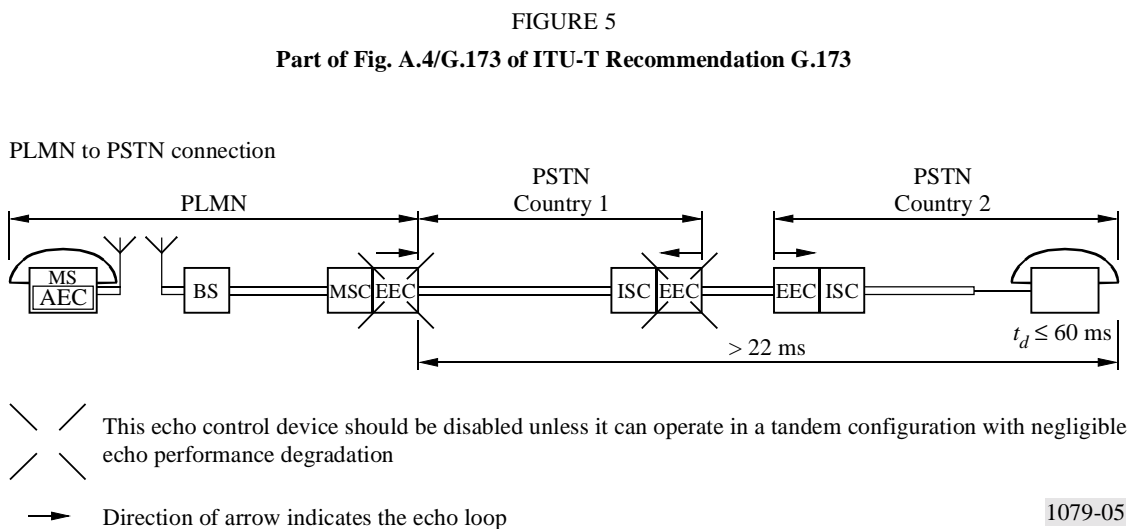 FIGURE 5
Part of Fig. A.4/G.173 of ITU-T Recommendation G.173
PLMN to PSTN connection
PLMN
PSTN
Country 1
PSTN
Country 2
MS
AEC
BS
MSC
EEC
ISC
EEC
EEC
ISC
> 22 ms
t_d ≤ 60 ms
This echo control device should be disabled unless it can operate in a tandem configuration with negligible
echo performance degradation
Direction of arrow indicates the echo loop
1079-05